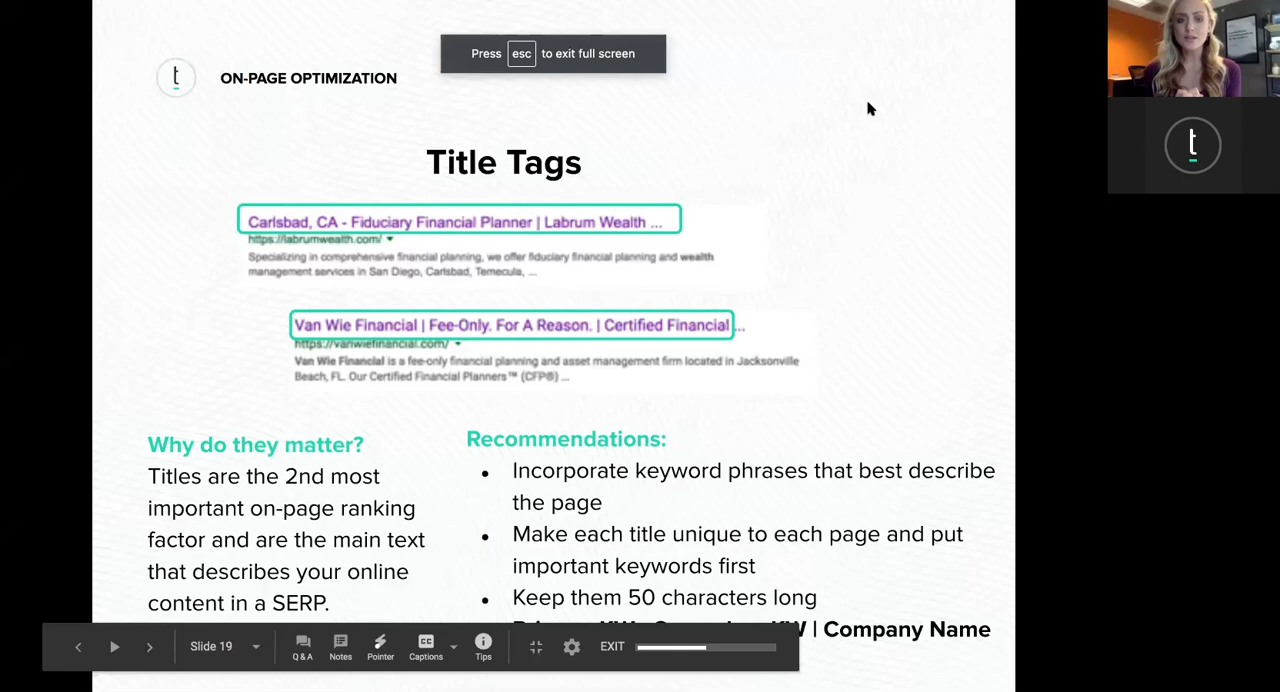 Press esc to exit full screen
t ON-PAGE OPTIMIZATION
Title Tags
Carlsbad, CA - Fiduciary Financial Planner | Labrum Wealth ...
https://labrumwealth.com/
Specializing in comprehensive financial planning, we offer fiduciary financial planning and wealth
management services in San Diego, Carlsbad, Temecula, ...
Van Wie Financial | Fee-Only. For A Reason. | Certified Financial ...
https://vanwiefinancial.com/
Van Wie Financial is a fee-only financial planning and asset management firm located in Jacksonville
Beach, FL. Our Certified Financial Planners™ (CFP®) ...
Why do they matter?
Titles are the 2nd most
important on-page ranking
factor and are the main text
that describes your online
content in a SERP.
Recommendations:
• Incorporate keyword phrases that best describe
the page
• Make each title unique to each page and put
important keywords first
• Keep them 50 characters long
| Company Name
Slide 19
Q & A
Notes
Pointer
CC
Captions
Tips
EXIT
t